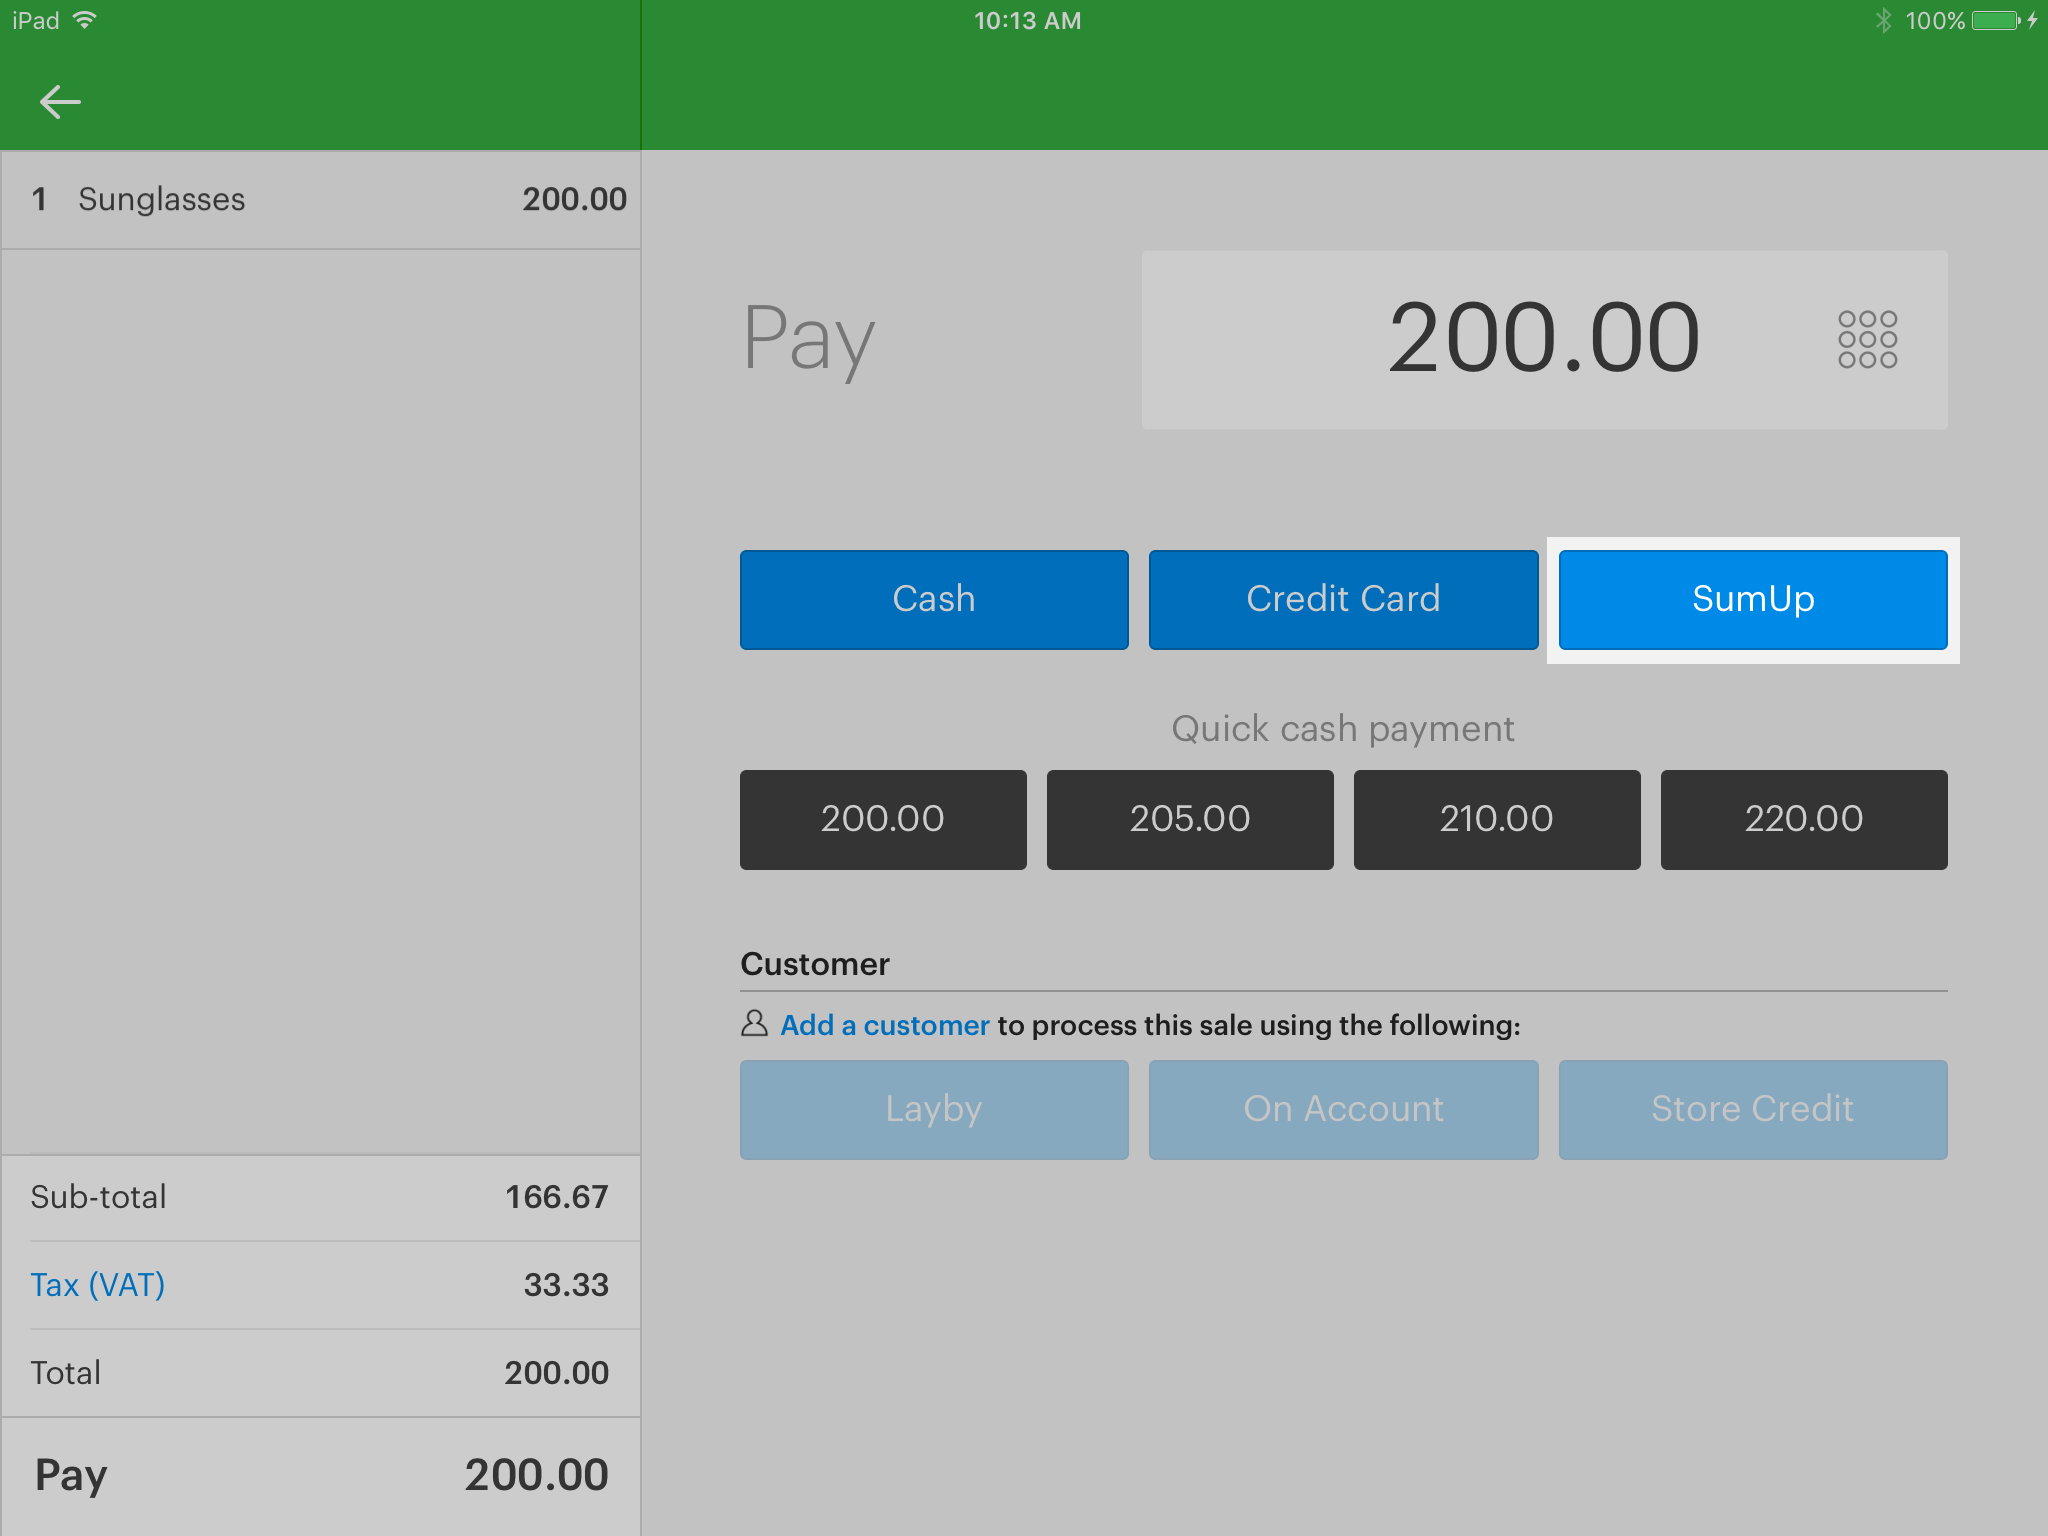 iPad 10:13 AM 100%
1 Sunglasses 200.00
Pay 200.00
Cash Credit Card SumUp
Quick cash payment
200.00 205.00 210.00 220.00
Customer
Add a customer to process this sale using the following:
Layby On Account Store Credit
Sub-total 166.67
Tax (VAT) 33.33
Total 200.00
Pay 200.00